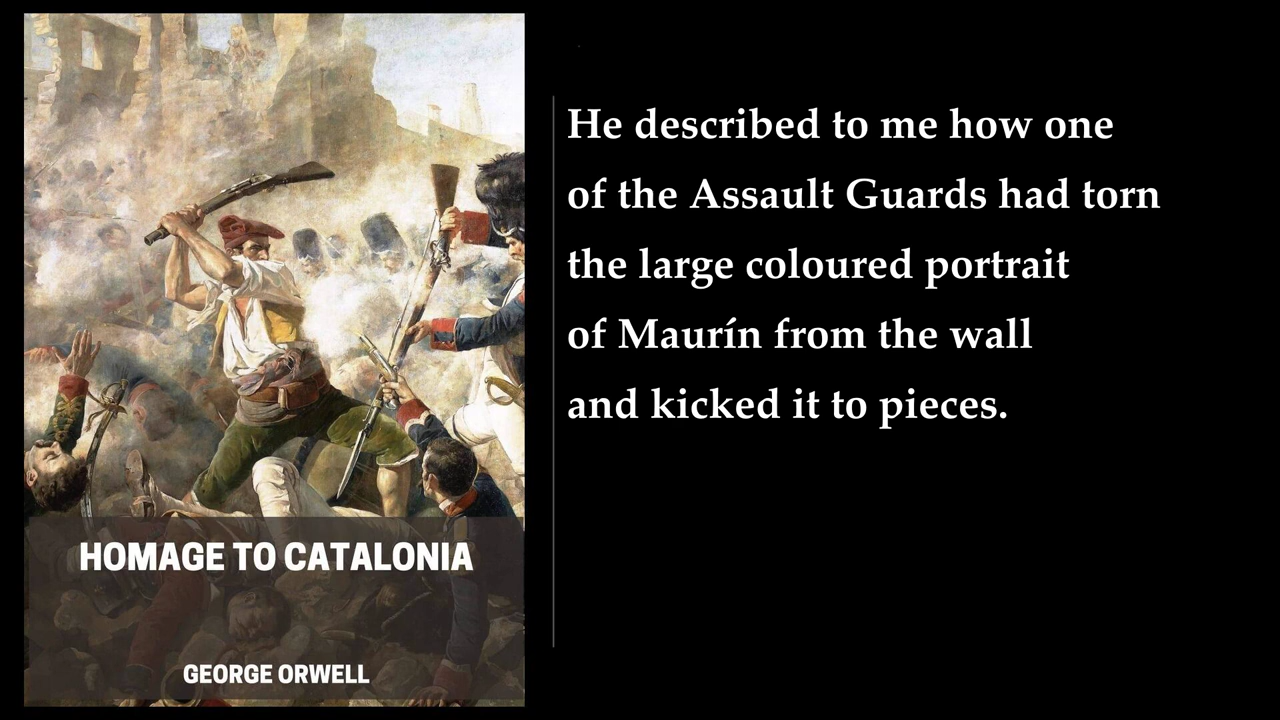 He described to me how one
of the Assault Guards had torn
the large coloured portrait
of Maurín from the wall
and kicked it to pieces.
HOMAGE TO CATALONIA
GEORGE ORWELL